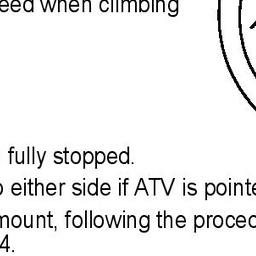 eed when climbing
fully stopped.
o either side if ATV is pointe
mount, following the proced
4.